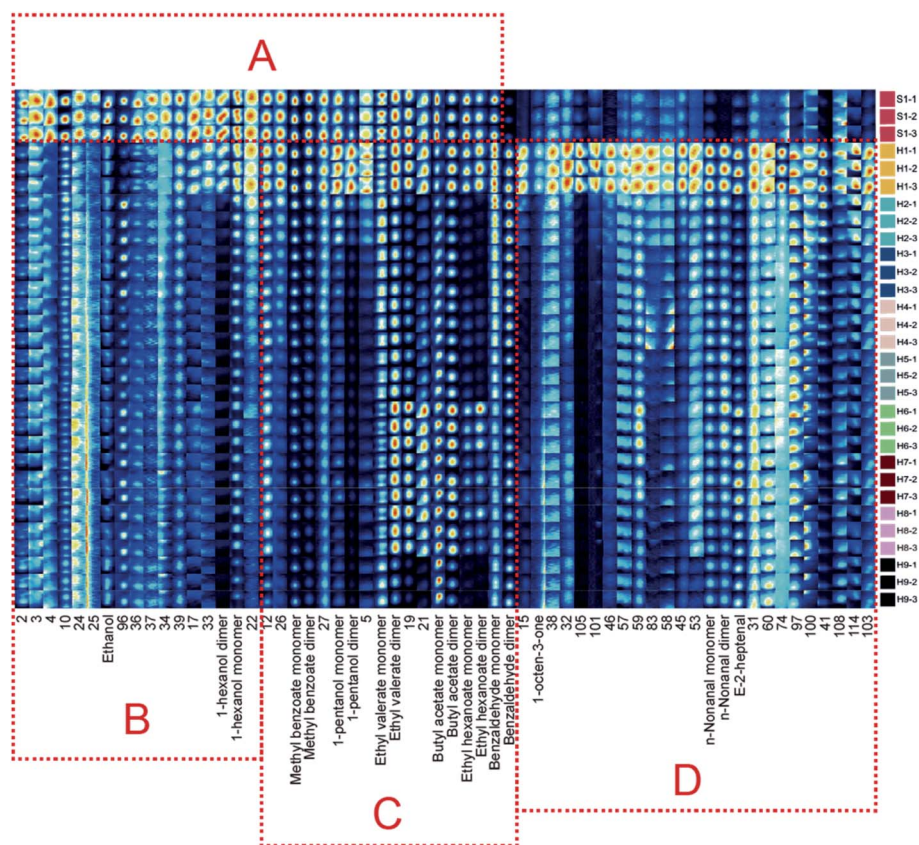 A
S1-1
S1-2
S1-3
H1-1
H1-2
H1-3
H2-1
H2-2
H2-3
H3-1
H3-2
H3-3
H4-1
H4-2
H4-3
H5-1
H5-2
H5-3
H6-1
H6-2
H6-3
H7-1
H7-2
H7-3
H8-1
H8-2
H8-3
H9-1
H9-2
H9-3
2
3
4
10
24
25
Ethanol
96
36
37
34
39
17
33
1-hexanol dimer
1-hexanol monomer
22
12
26
Methyl benzoate monomer
Methyl benzoate dimer
27
1-pentanol monomer
1-pentanol dimer
5
Ethyl valerate monomer
Ethyl valerate dimer
19
21
Butyl acetate monomer
Butyl acetate dimer
Ethyl hexanoate monomer
Ethyl hexanoate dimer
Benzaldehyde monomer
Benzaldehyde dimer
15
1-octen-3-one
38
32
105
101
46
57
59
83
58
45
53
n-Nonanal monomer
n-Nonanal dimer
E-2-heptenal
31
60
74
97
100
41
108
114
103
B
C
D